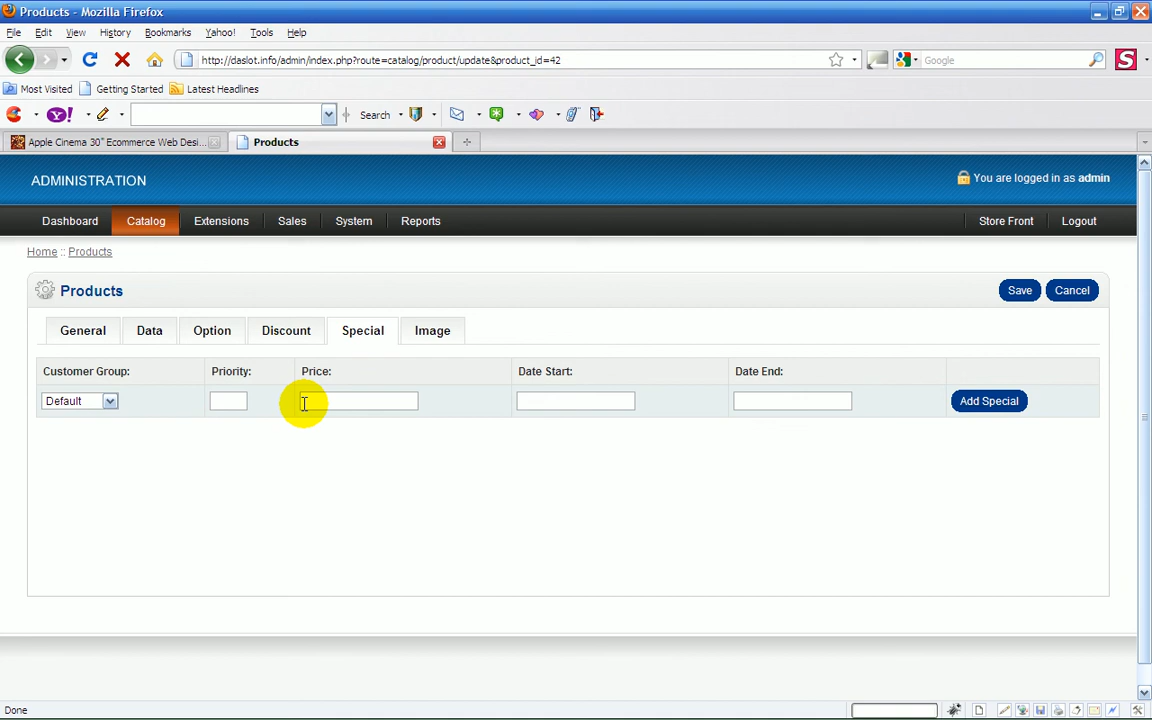 Products - Mozilla Firefox
File Edit View History Bookmarks Yahoo! Tools Help
http://daslot.info/admin/index.php?route=catalog/product/update&product_id=42
Google
S
Most Visited Getting Started Latest Headlines
Y! Search
Apple Cinema 30" Ecommerce Web Desi... Products
ADMINISTRATION
You are logged in as admin
Dashboard Catalog Extensions Sales System Reports Store Front Logout
Home :: Products
Products
Save Cancel
General Data Option Discount Special Image
Customer Group: Priority: Price: Date Start: Date End:
Default Add Special
Done